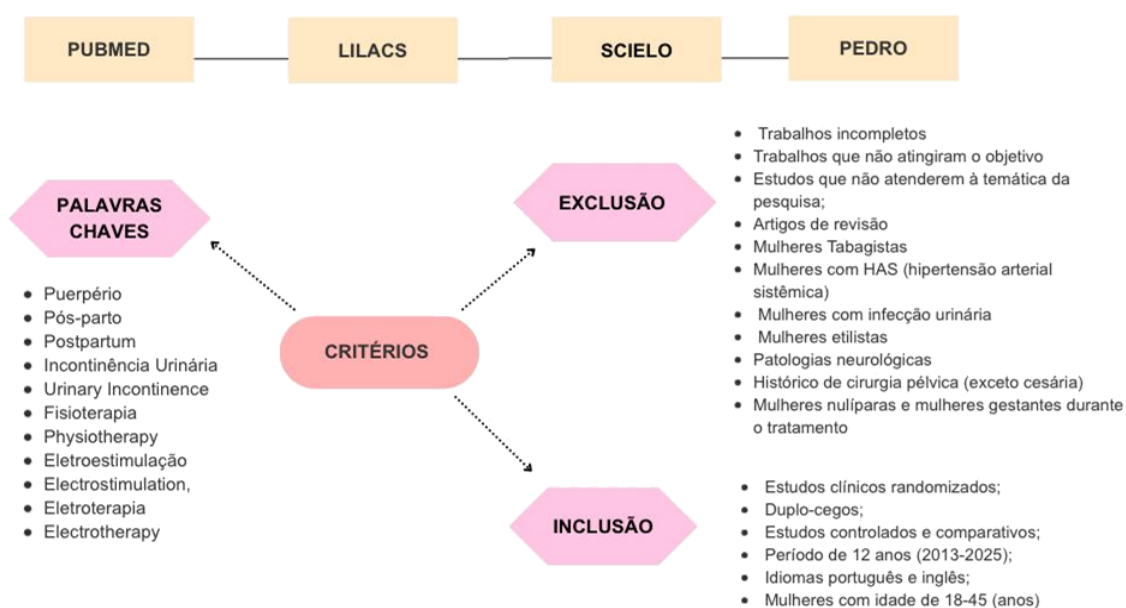 PUBMED
LILACS
SCIELO
PEDRO
PALAVRAS
CHAVES
• Puerpério
• Pós-parto
• Postpartum
• Incontinência Urinária
• Urinary Incontinence
• Fisioterapia
• Physiotherapy
• Eletroestimulação
• Electrostimulation,
• Eletroterapia
• Electrotherapy
CRITÉRIOS
EXCLUSÃO
• Trabalhos incompletos
• Trabalhos que não atingiram o objetivo
• Estudos que não atenderem à temática da
pesquisa;
• Artigos de revisão
• Mulheres Tabagistas
• Mulheres com HAS (hipertensão arterial
sistêmica)
• Mulheres com infecção urinária
• Mulheres etilistas
• Patologias neurológicas
• Histórico de cirurgia pélvica (exceto cesária)
• Mulheres nulíparas e mulheres gestantes durante
o tratamento
INCLUSÃO
• Estudos clínicos randomizados;
• Duplo-cegos;
• Estudos controlados e comparativos;
• Período de 12 anos (2013-2025);
• Idiomas português e inglês;
• Mulheres com idade de 18-45 (anos)